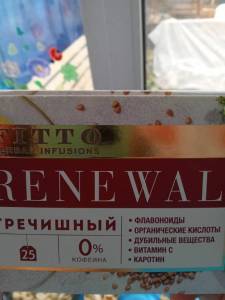 FITTO
HERBAL INFUSIONS
RENEWAL
ГРЕЧИШНЫЙ
25
0%
КОФЕИНА
• ФЛАВОНОИДЫ
• ОРГАНИЧЕСКИЕ КИСЛОТЫ
• ДУБИЛЬНЫЕ ВЕЩЕСТВА
• ВИТАМИН С
• КАРОТИН